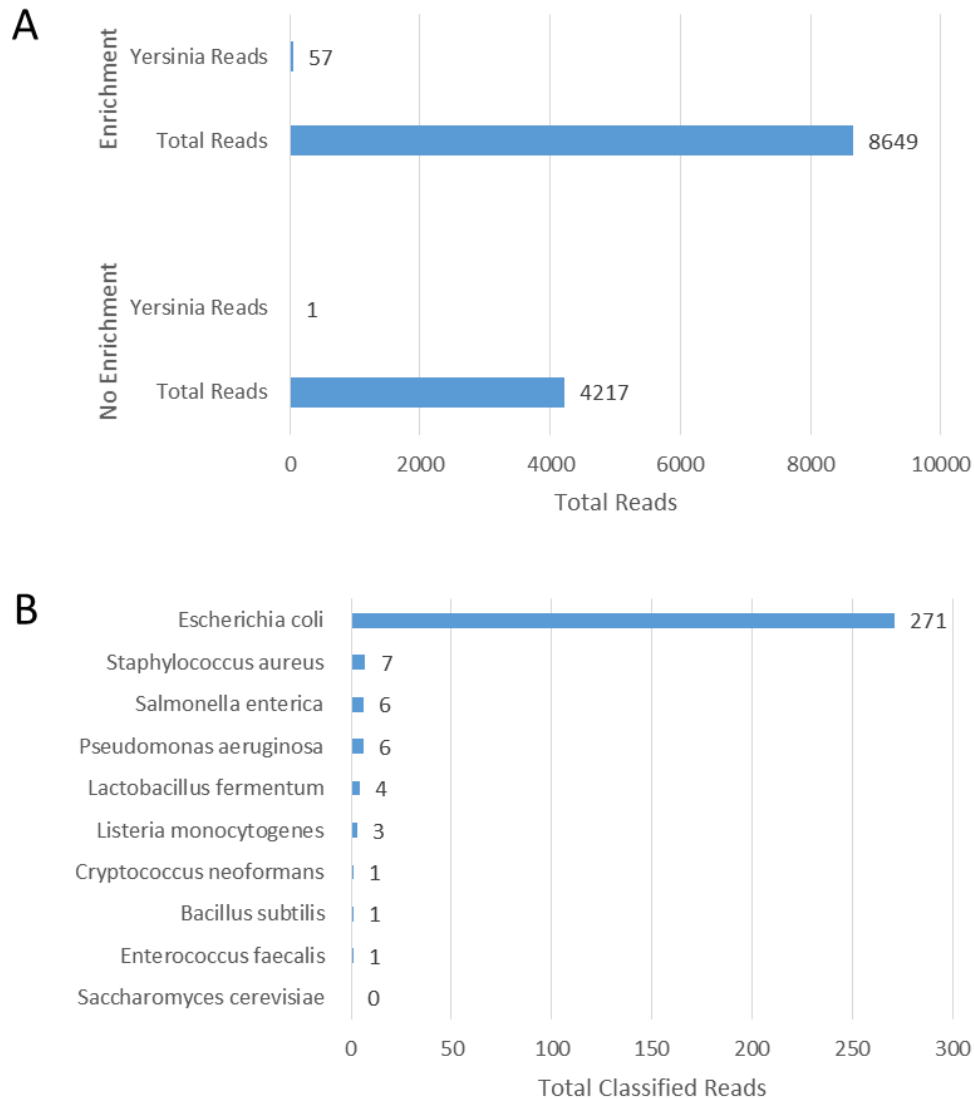 A
Enrichment
Yersinia Reads 57
Total Reads 8649
No Enrichment
Yersinia Reads 1
Total Reads 4217
0 2000 4000 6000 8000 10000
Total Reads
B
Escherichia coli 271
Staphylococcus aureus 7
Salmonella enterica 6
Pseudomonas aeruginosa 6
Lactobacillus fermentum 4
Listeria monocytogenes 3
Cryptococcus neoformans 1
Bacillus subtilis 1
Enterococcus faecalis 1
Saccharomyces cerevisiae 0
0 50 100 150 200 250 300
Total Classified Reads